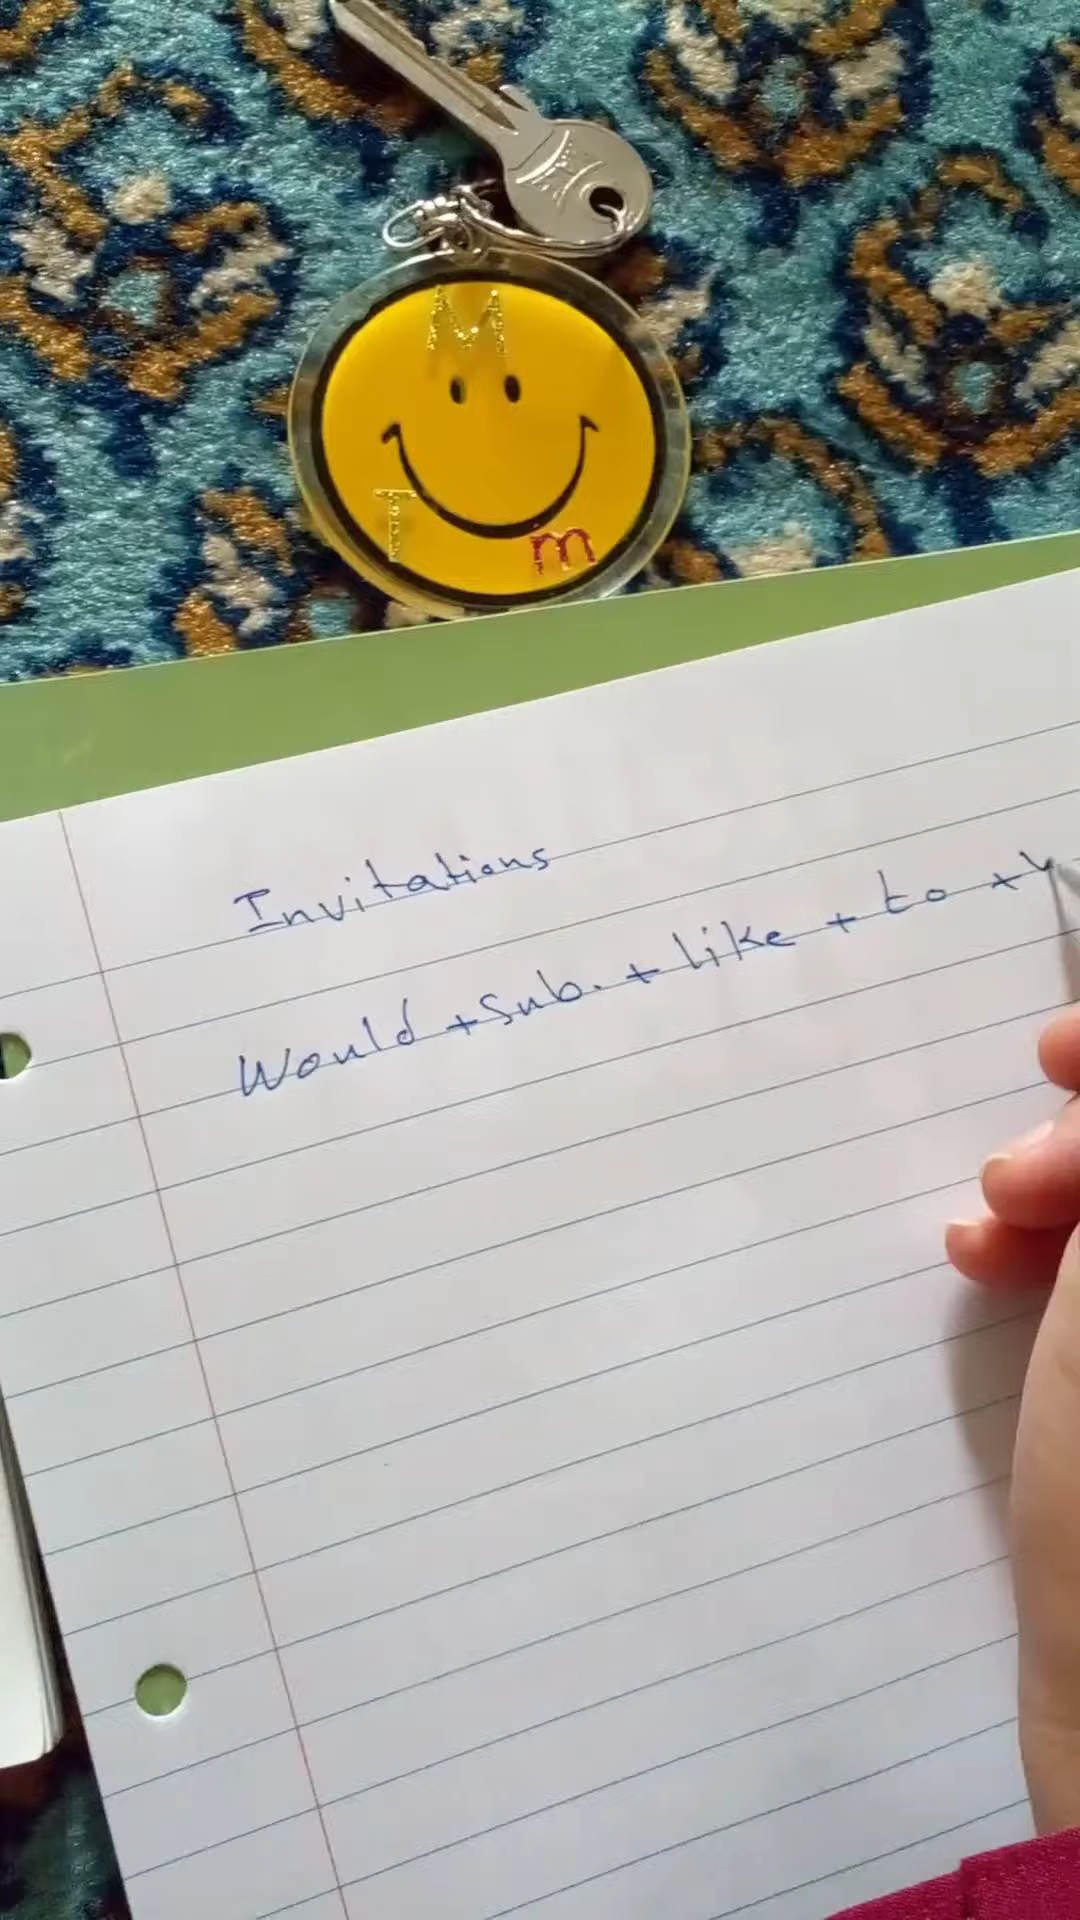 M
T m
Invitations
Would + Sub. + like + to +